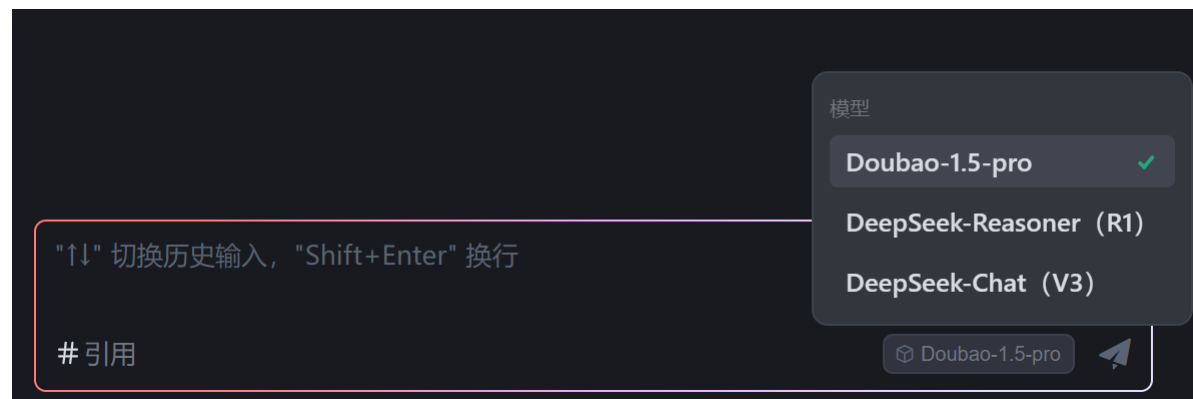 模型
Doubao-1.5-pro
DeepSeek-Reasoner（R1）
DeepSeek-Chat（V3）
"↑↓" 切换历史输入，"Shift+Enter" 换行
# 引用
Doubao-1.5-pro